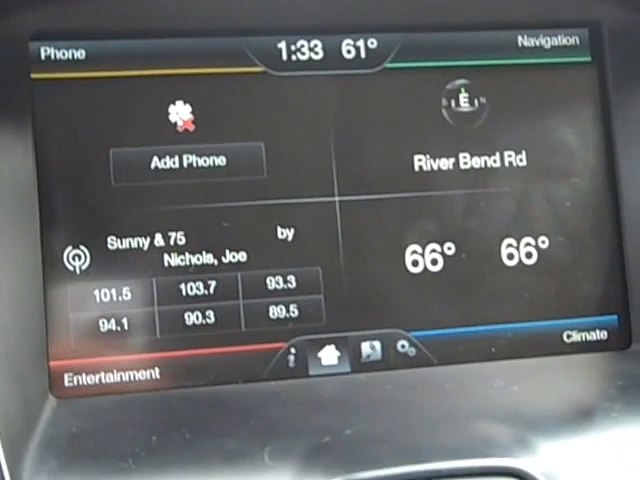 Phone
1:33 61°
Navigation
E
Add Phone
River Bend Rd
Sunny & 75 by
Nichols, Joe
66° 66°
101.5 103.7 93.3
94.1 90.3 89.5
Entertainment
Climate